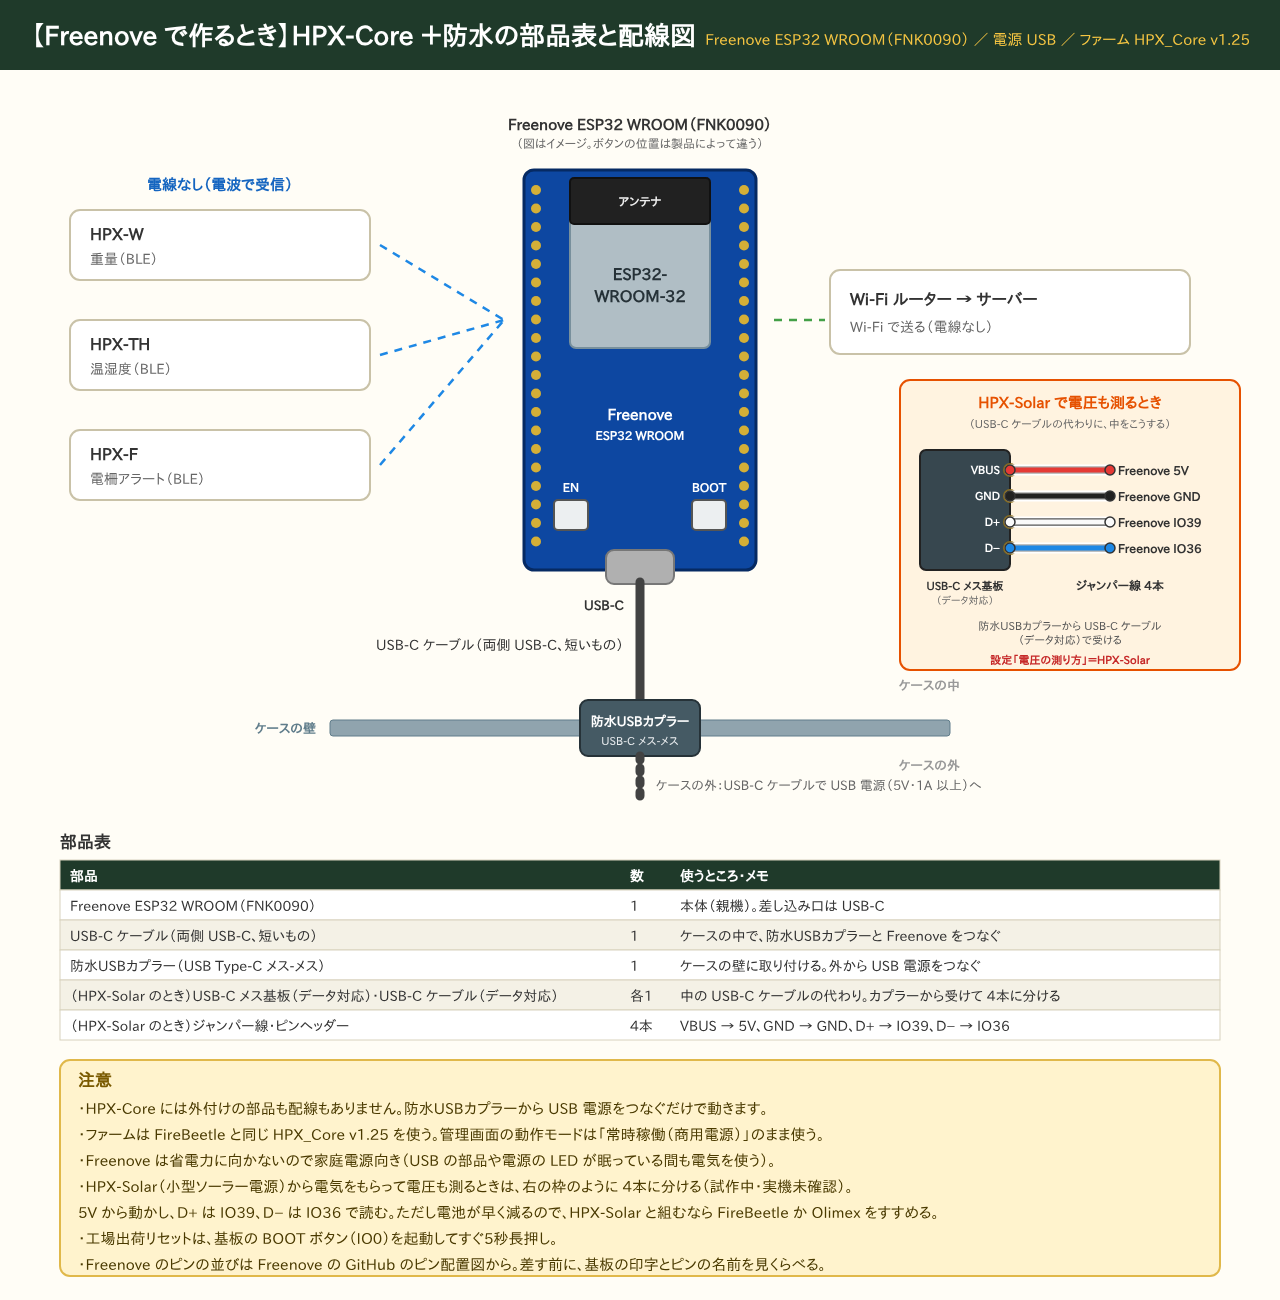 【Freenove で作るとき】HPX-Core ＋防水の部品表と配線図 Freenove ESP32 WROOM（FNK0090） ／ 電源 USB ／ ファーム HPX_Core v1.25
Freenove ESP32 WROOM（FNK0090）
（図はイメージ。ボタンの位置は製品によって違う）
電線なし（電波で受信）
HPX-W
重量（BLE）
HPX-TH
温湿度（BLE）
HPX-F
電柵アラート（BLE）
アンテナ
ESP32-
WROOM-32
Freenove
ESP32 WROOM
EN
BOOT
USB-C
USB-C ケーブル（両側 USB-C、短いもの）
Wi-Fi ルーター → サーバー
Wi-Fi で送る（電線なし）
HPX-Solar で電圧も測るとき
（USB-C ケーブルの代わりに、中をこうする）
VBUS
Freenove 5V
GND
Freenove GND
D+
Freenove IO39
D−
Freenove IO36
USB-C メス基板
（データ対応）
ジャンパー線 4本
防水USBカプラーから USB-C ケーブル
（データ対応）で受ける
設定「電圧の測り方」＝HPX-Solar
ケースの中
ケースの壁
防水USBカプラー
USB-C メス-メス
ケースの外
ケースの外：USB-C ケーブルで USB 電源（5V・1A 以上）へ
部品表
部品 数 使うところ・メモ
Freenove ESP32 WROOM（FNK0090） 1 本体（親機）。差し込み口は USB-C
USB-C ケーブル（両側 USB-C、短いもの） 1 ケースの中で、防水USBカプラーと Freenove をつなぐ
防水USBカプラー（USB Type-C メス-メス） 1 ケースの壁に取り付ける。外から USB 電源をつなぐ
（HPX-Solar のとき）USB-C メス基板（データ対応）・USB-C ケーブル（データ対応） 各1 中の USB-C ケーブルの代わり。カプラーから受けて 4本に分ける
（HPX-Solar のとき）ジャンパー線・ピンヘッダー 4本 VBUS → 5V、GND → GND、D+ → IO39、D− → IO36
注意
・HPX-Core には外付けの部品も配線もありません。防水USBカプラーから USB 電源をつなぐだけで動きます。
・ファームは FireBeetle と同じ HPX_Core v1.25 を使う。管理画面の動作モードは「常時稼働（商用電源）」のまま使う。
・Freenove は省電力に向かないので家庭電源向き（USB の部品や電源の LED が眠っている間も電気を使う）。
・HPX-Solar（小型ソーラー電源）から電気をもらって電圧も測るときは、右の枠のように 4本に分ける（試作中・実機未確認）。
5V から動かし、D+ は IO39、D− は IO36 で読む。ただし電池が早く減るので、HPX-Solar と組むなら FireBeetle か Olimex をすすめる。
・工場出荷リセットは、基板の BOOT ボタン（IO0）を起動してすぐ5秒長押し。
・Freenove のピンの並びは Freenove の GitHub のピン配置図から。差す前に、基板の印字とピンの名前を見くらべる。